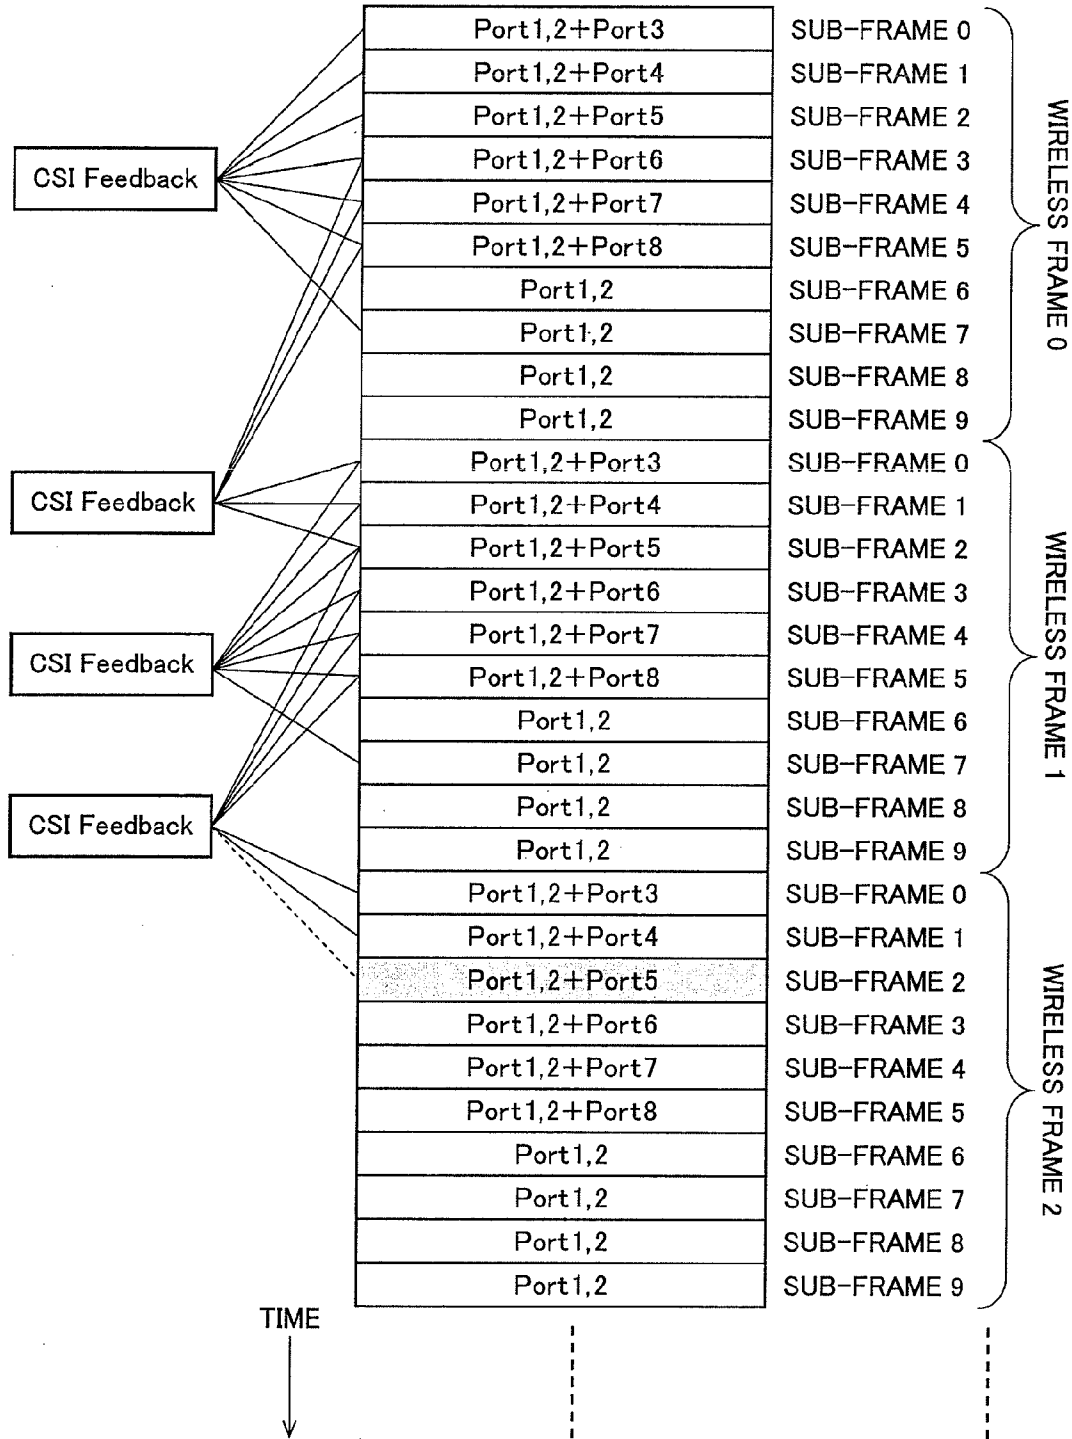 Port1,2+Port3 SUB-FRAME 0
Port1,2+Port4 SUB-FRAME 1
Port1,2+Port5 SUB-FRAME 2
Port1,2+Port6 SUB-FRAME 3
CSI Feedback
Port1,2+Port7 SUB-FRAME 4
Port1,2+Port8 SUB-FRAME 5
Port1,2 SUB-FRAME 6
Port1,2 SUB-FRAME 7
Port1,2 SUB-FRAME 8
Port1,2 SUB-FRAME 9
WIRELESS FRAME 0
Port1,2+Port3 SUB-FRAME 0
CSI Feedback
Port1,2+Port4 SUB-FRAME 1
Port1,2+Port5 SUB-FRAME 2
Port1,2+Port6 SUB-FRAME 3
Port1,2+Port7 SUB-FRAME 4
CSI Feedback
Port1,2+Port8 SUB-FRAME 5
Port1,2 SUB-FRAME 6
Port1,2 SUB-FRAME 7
Port1,2 SUB-FRAME 8
CSI Feedback
Port1,2 SUB-FRAME 9
WIRELESS FRAME 1
Port1,2+Port3 SUB-FRAME 0
Port1,2+Port4 SUB-FRAME 1
Port1,2+Port5 SUB-FRAME 2
Port1,2+Port6 SUB-FRAME 3
Port1,2+Port7 SUB-FRAME 4
Port1,2+Port8 SUB-FRAME 5
Port1,2 SUB-FRAME 6
Port1,2 SUB-FRAME 7
Port1,2 SUB-FRAME 8
Port1,2 SUB-FRAME 9
WIRELESS FRAME 2
TIME